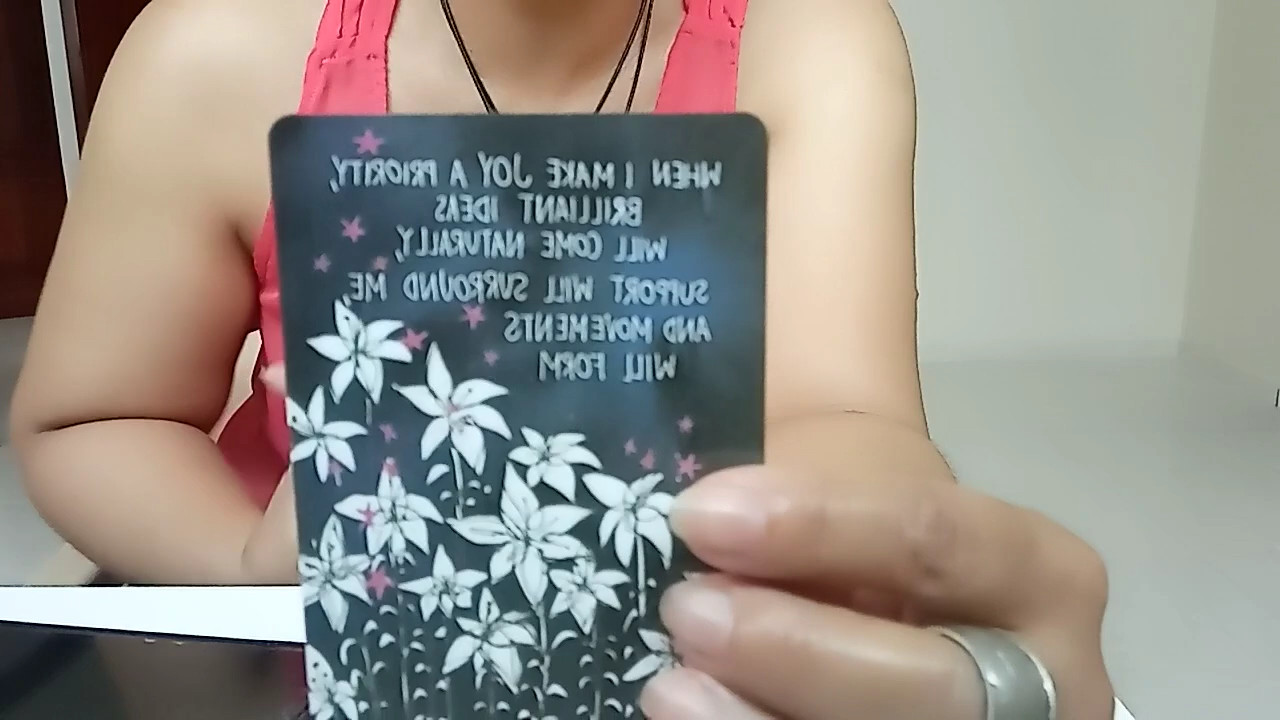 WHEN I MAKE JOY A PRIORITY,
BRILLIANT IDEAS
WILL COME NATURALLY,
SUPPORT WILL SURROUND ME,
AND MOVEMENTS
WILL FORM